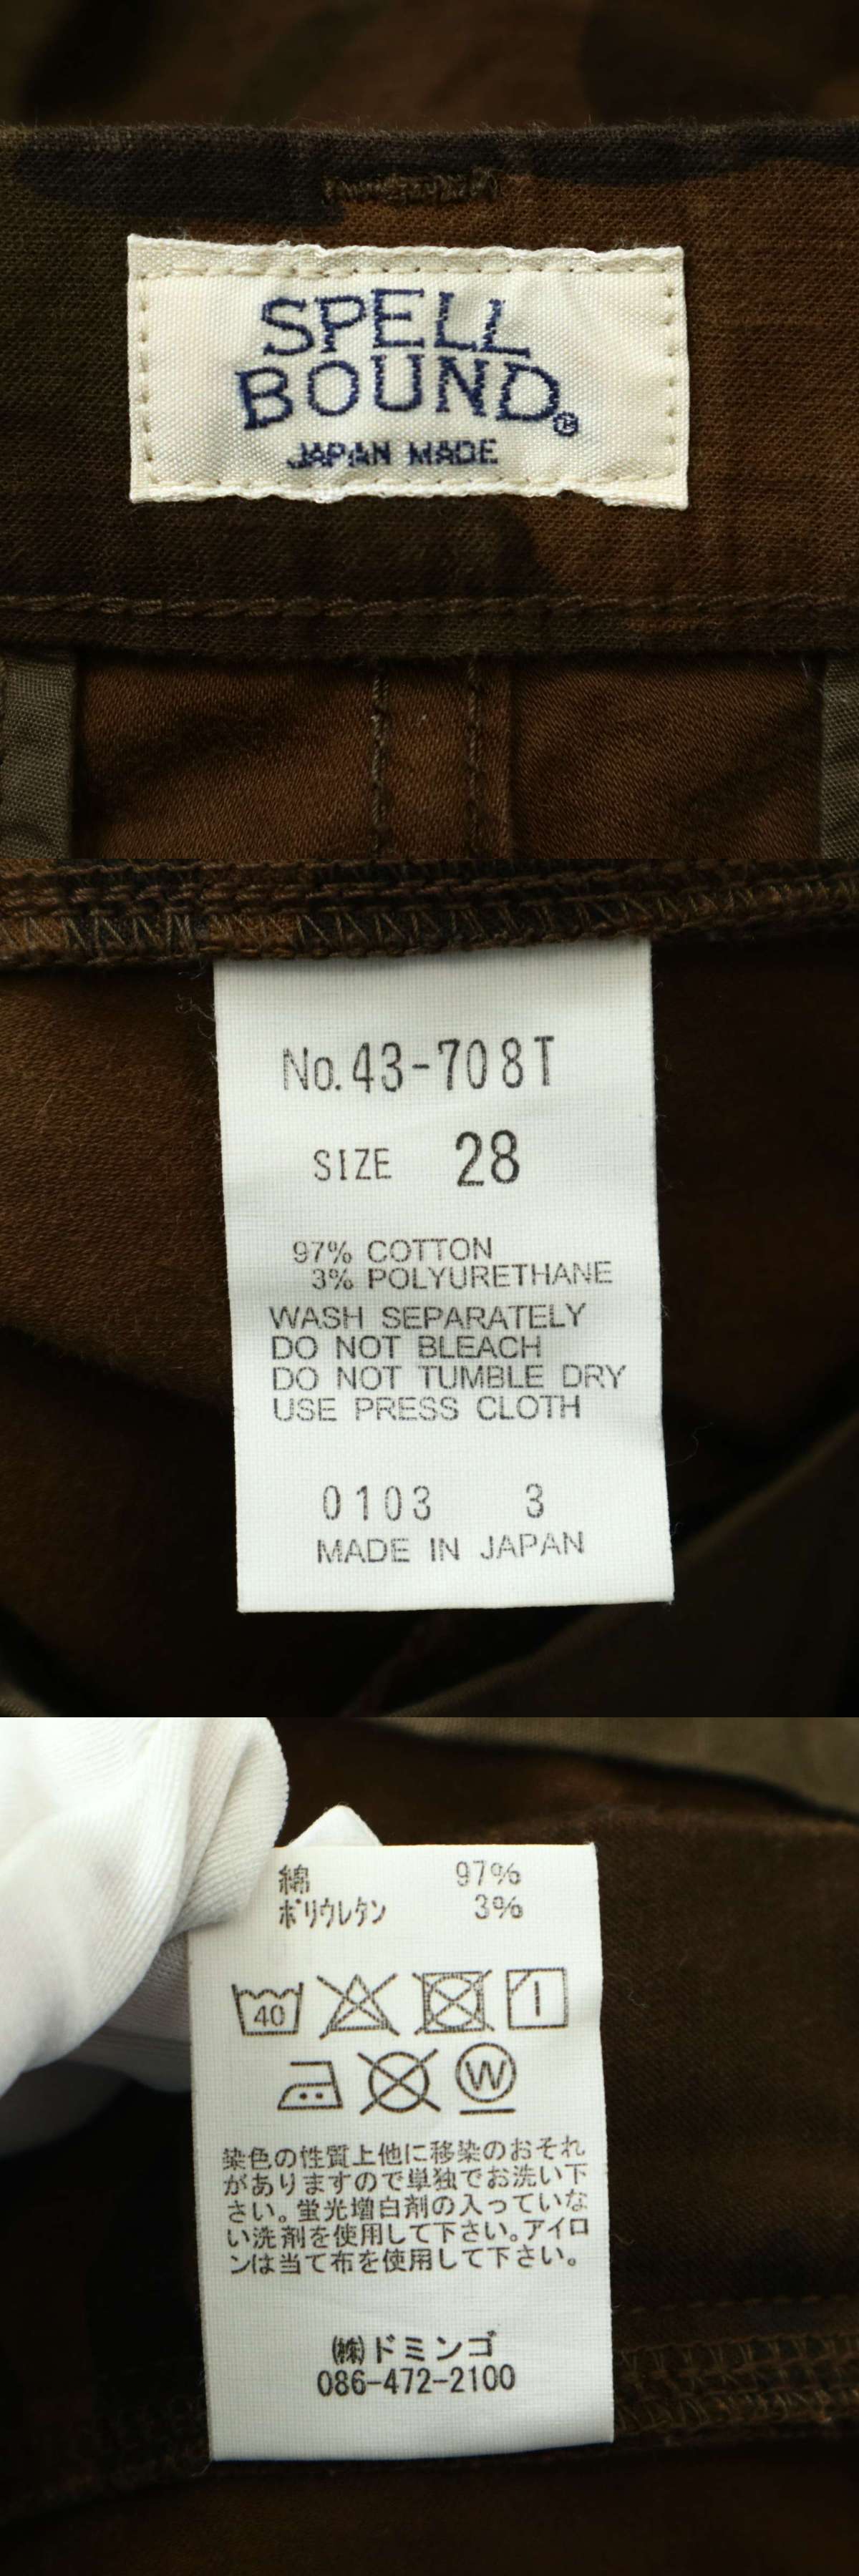 SPELL
BOUND®
JAPAN MADE
No.43-708T
SIZE 28
97% COTTON
3% POLYURETHANE
WASH SEPARATELY
DO NOT BLEACH
DO NOT TUMBLE DRY
USE PRESS CLOTH
0103 3
MADE IN JAPAN
綿 97%
ポリウレタン 3%
40
W
染色の性質上他に移染のおそれ
がありますので単独でお洗い下
さい。蛍光増白剤の入っていな
い洗剤を使用して下さい。アイロ
ンは当て布を使用して下さい。
㈱ドミンゴ
086-472-2100